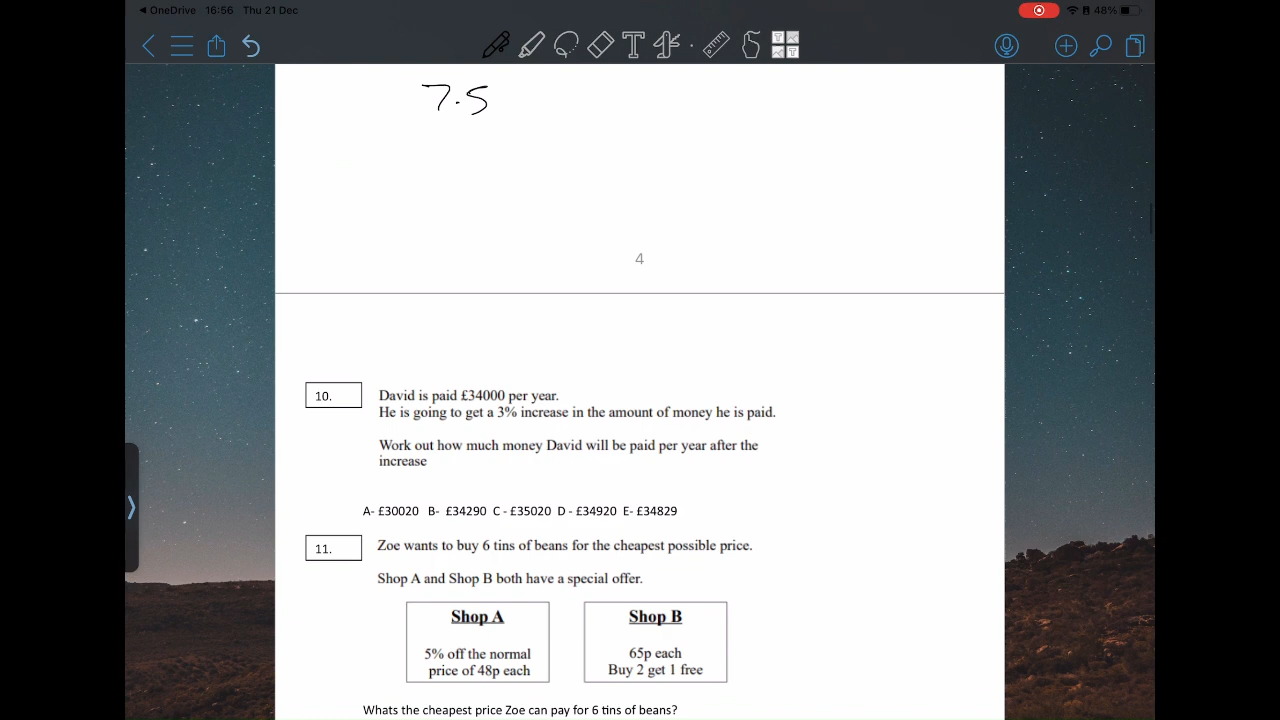 OneDrive 16:56 Thu 21 Dec 48%
7.5
4
10. David is paid £34000 per year.
He is going to get a 3% increase in the amount of money he is paid.
Work out how much money David will be paid per year after the
increase
A- £30020 B- £34290 C - £35020 D - £34920 E- £34829
11. Zoe wants to buy 6 tins of beans for the cheapest possible price.
Shop A and Shop B both have a special offer.
Shop A
5% off the normal
price of 48p each
Shop B
65p each
Buy 2 get 1 free
Whats the cheapest price Zoe can pay for 6 tins of beans?